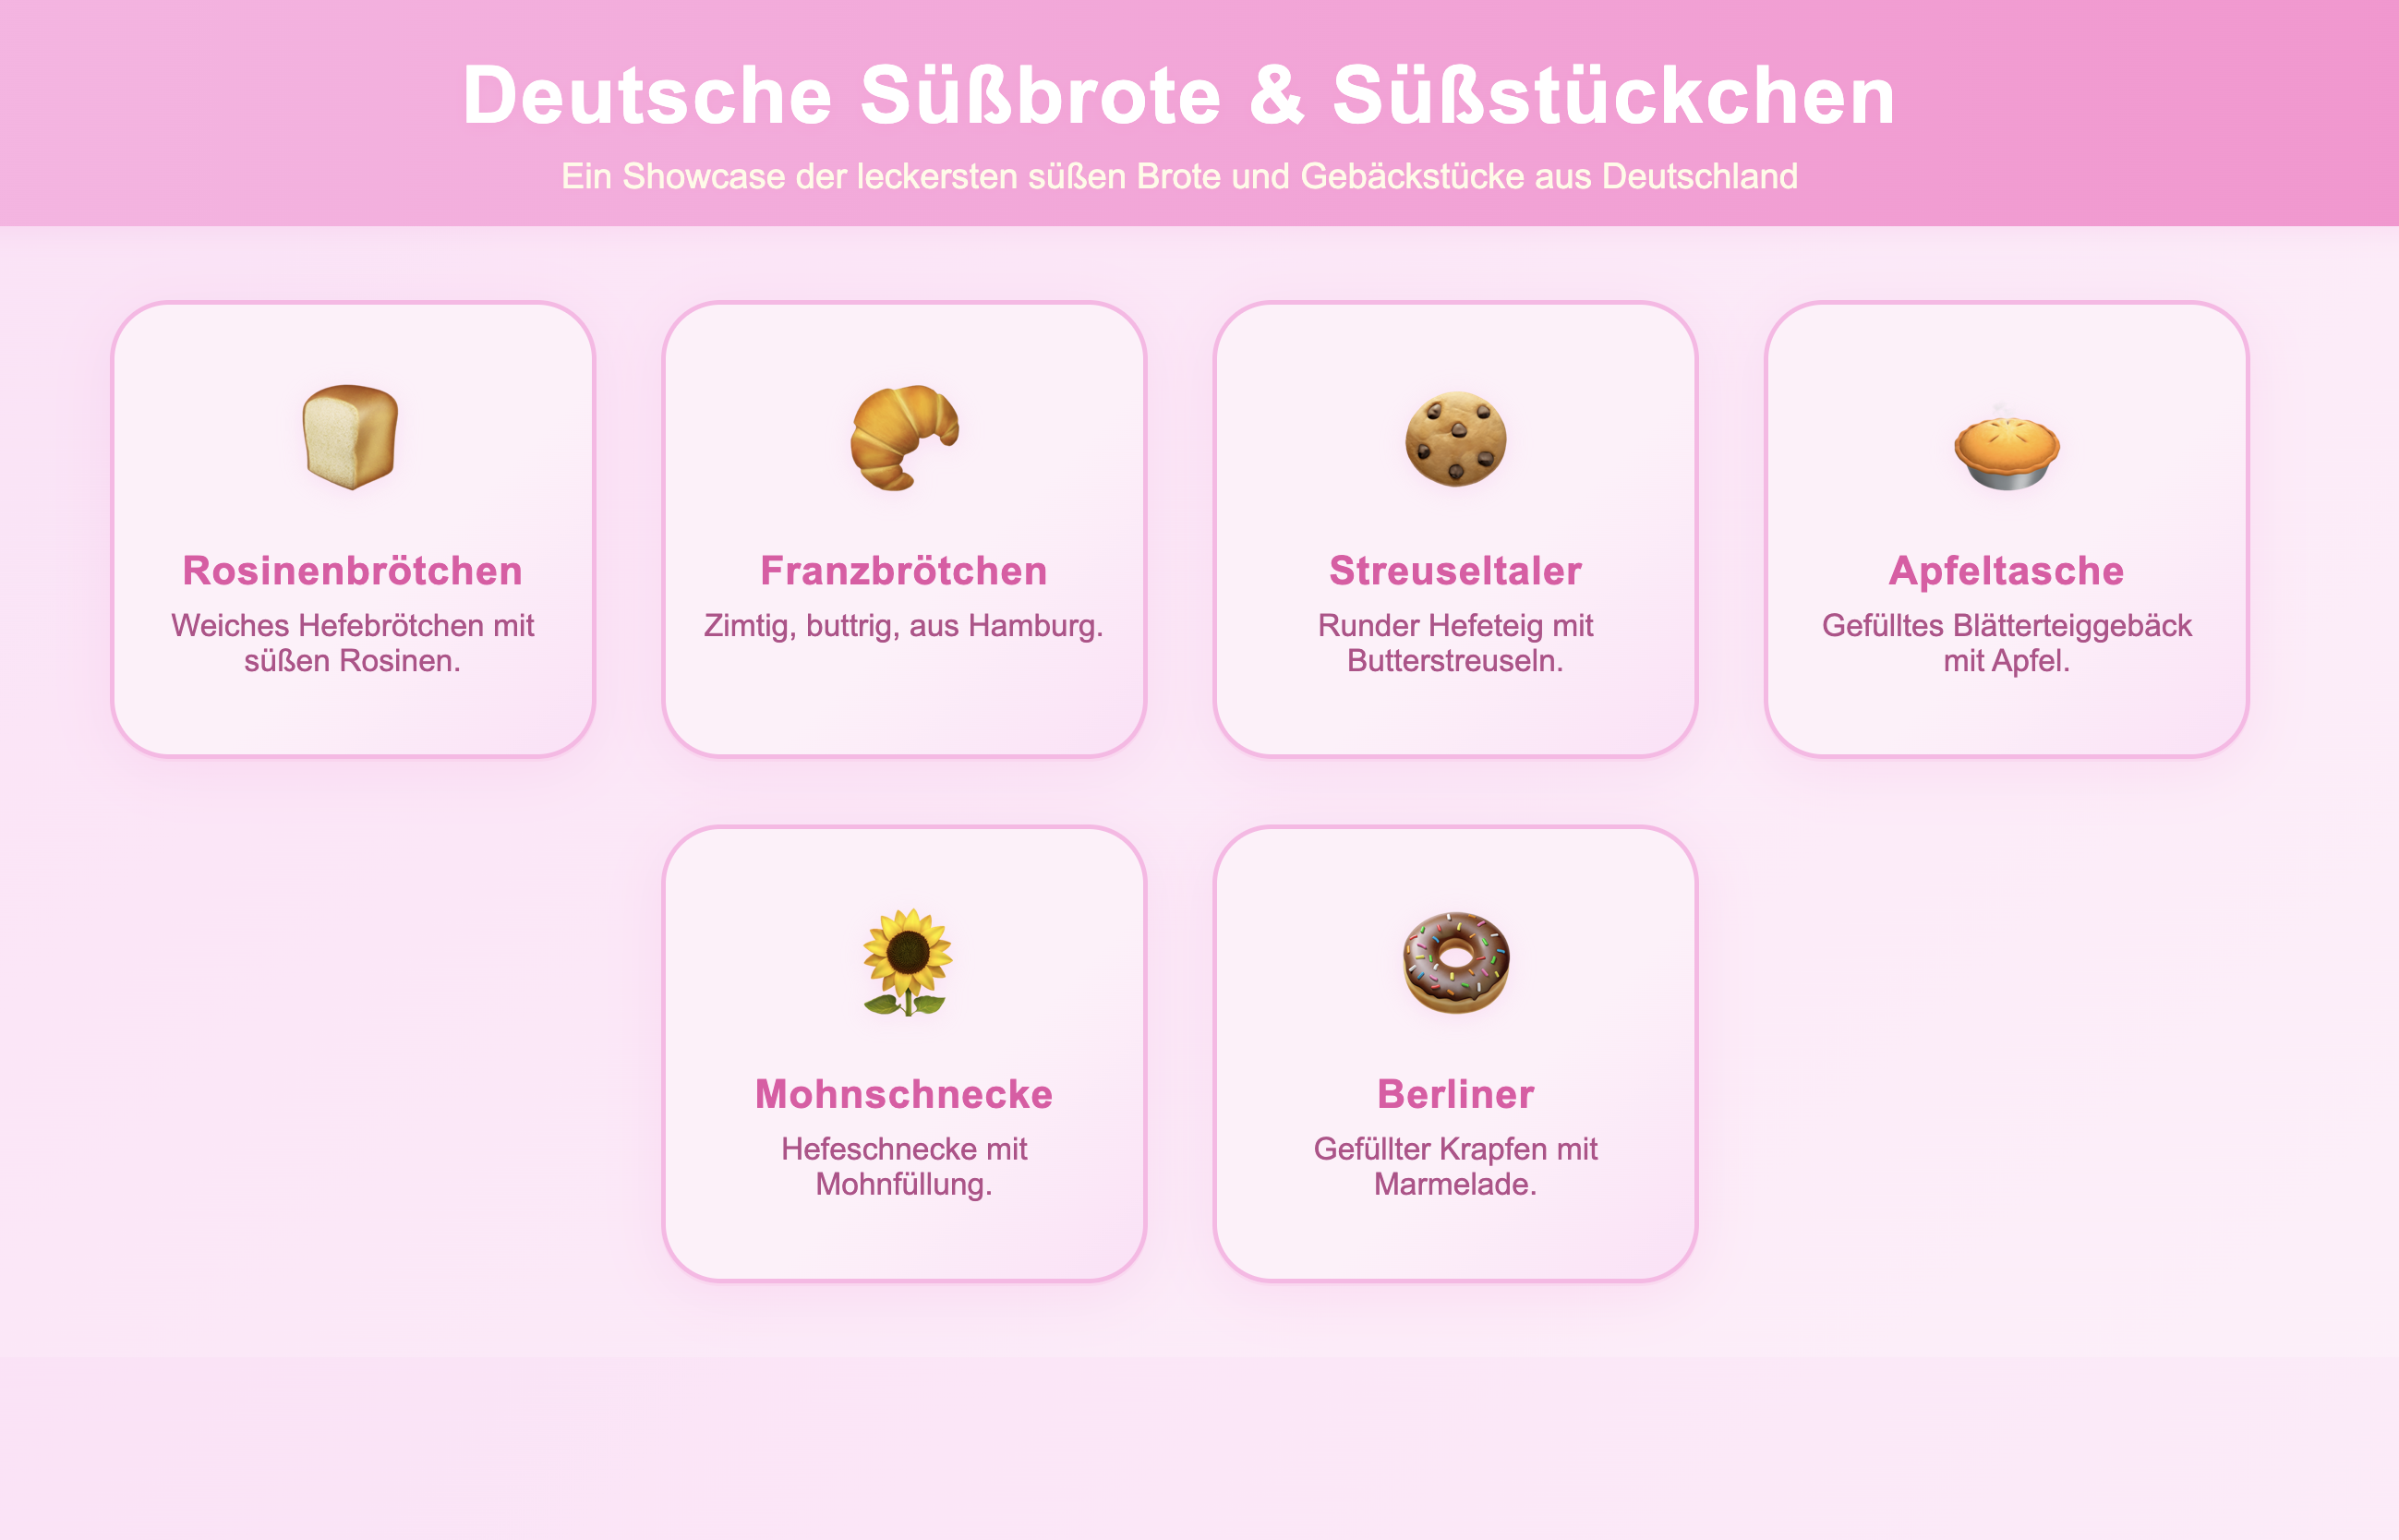 Deutsche Süßbrote & Süßstückchen
Ein Showcase der leckersten süßen Brote und Gebäckstücke aus Deutschland
Rosinenbrötchen
Weiches Hefebrötchen mit
süßen Rosinen.
Franzbrötchen
Zimtig, buttrig, aus Hamburg.
Streuseltaler
Runder Hefeteig mit
Butterstreuseln.
Apfeltasche
Gefülltes Blätterteiggebäck
mit Apfel.
Mohnschnecke
Hefeschnecke mit
Mohnfüllung.
Berliner
Gefüllter Krapfen mit
Marmelade.